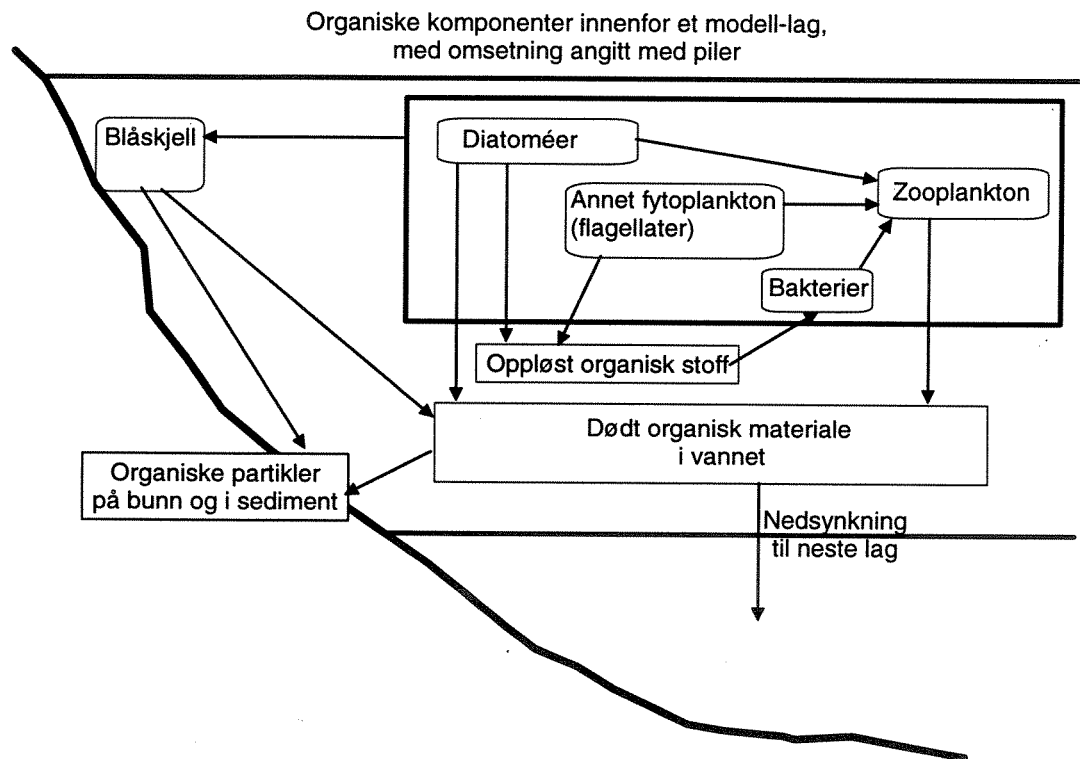 Organiske komponenter innenfor et modell-lag,
med omsetning angitt med piler
Blåskjell
Diatoméer
Annet fytoplankton
(flagellater)
Zooplankton
Bakterier
Oppløst organisk stoff
Dødt organisk materiale
i vannet
Organiske partikler
på bunn og i sediment
Nedsynkning
til neste lag